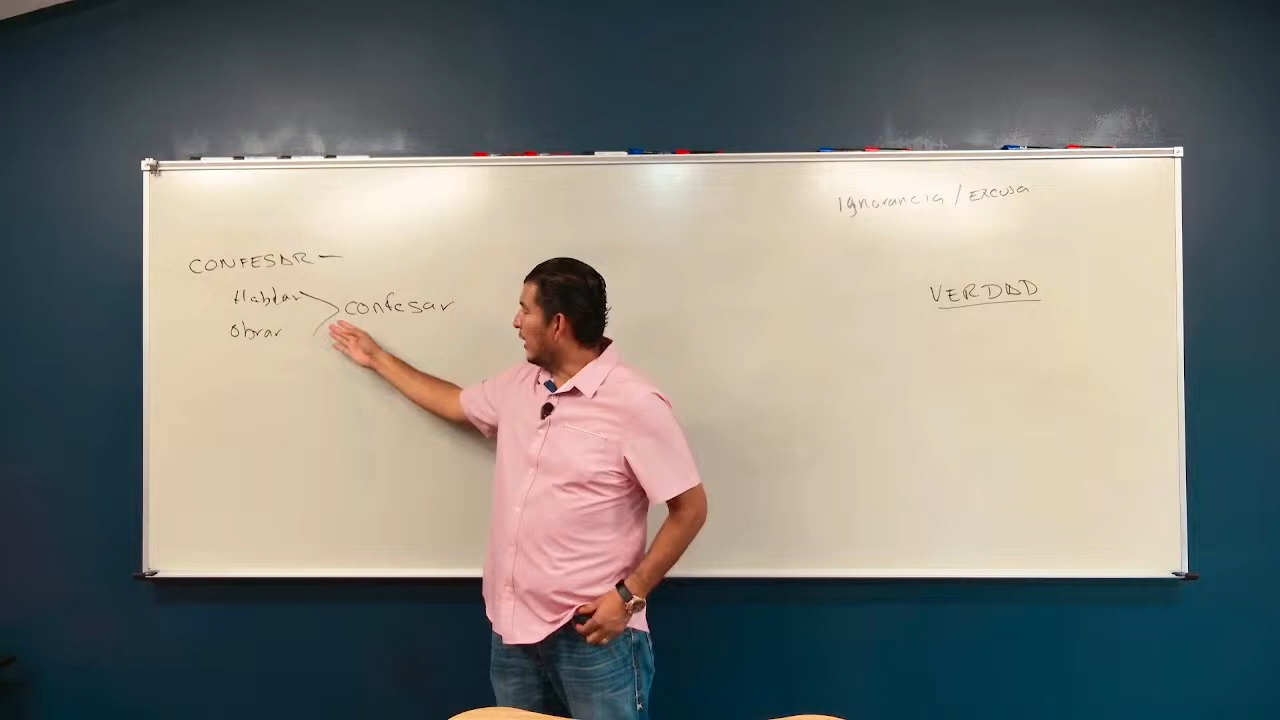 Ignorancia / EXCUSA
CONFESAR -
Hablar
confesar
Obrar
VERDAD